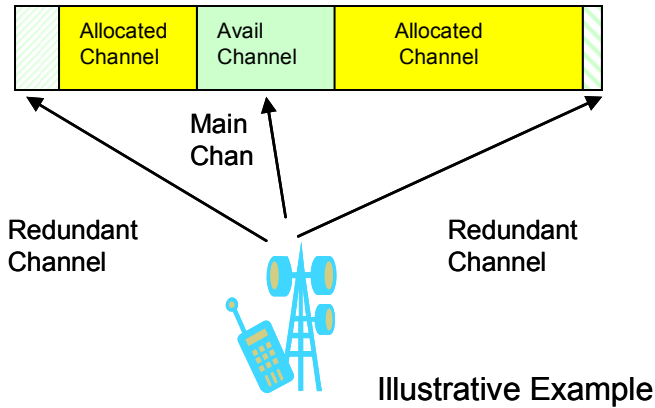 Allocated
Channel
Avail
Channel
Allocated
Channel
Main
Chan
Redundant
Channel
Redundant
Channel
Illustrative Example